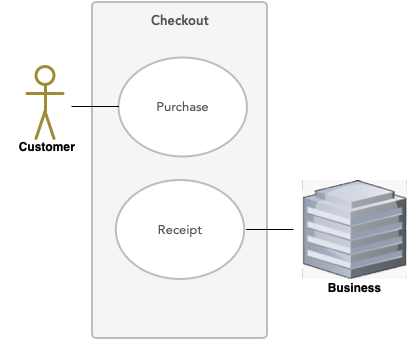 Checkout
Purchase
Customer
Receipt
Business